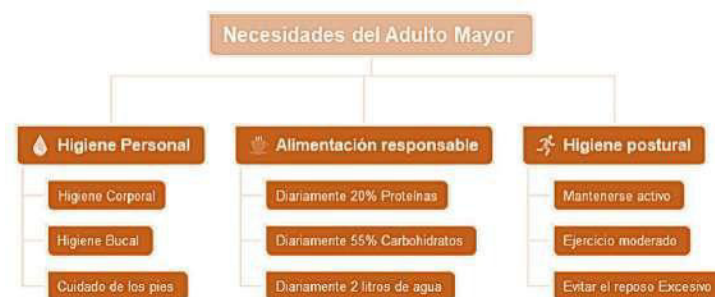 Necesidades del Adulto Mayor
Higiene Personal
Higiene Corporal
Higiene Bucal
Cuidado de los pies
Alimentación responsable
Diariamente 20% Proteínas
Diariamente 55% Carbohidratos
Diariamente 2 litros de agua
Higiene postural
Mantenerse activo
Ejercicio moderado
Evitar el reposo Excesivo